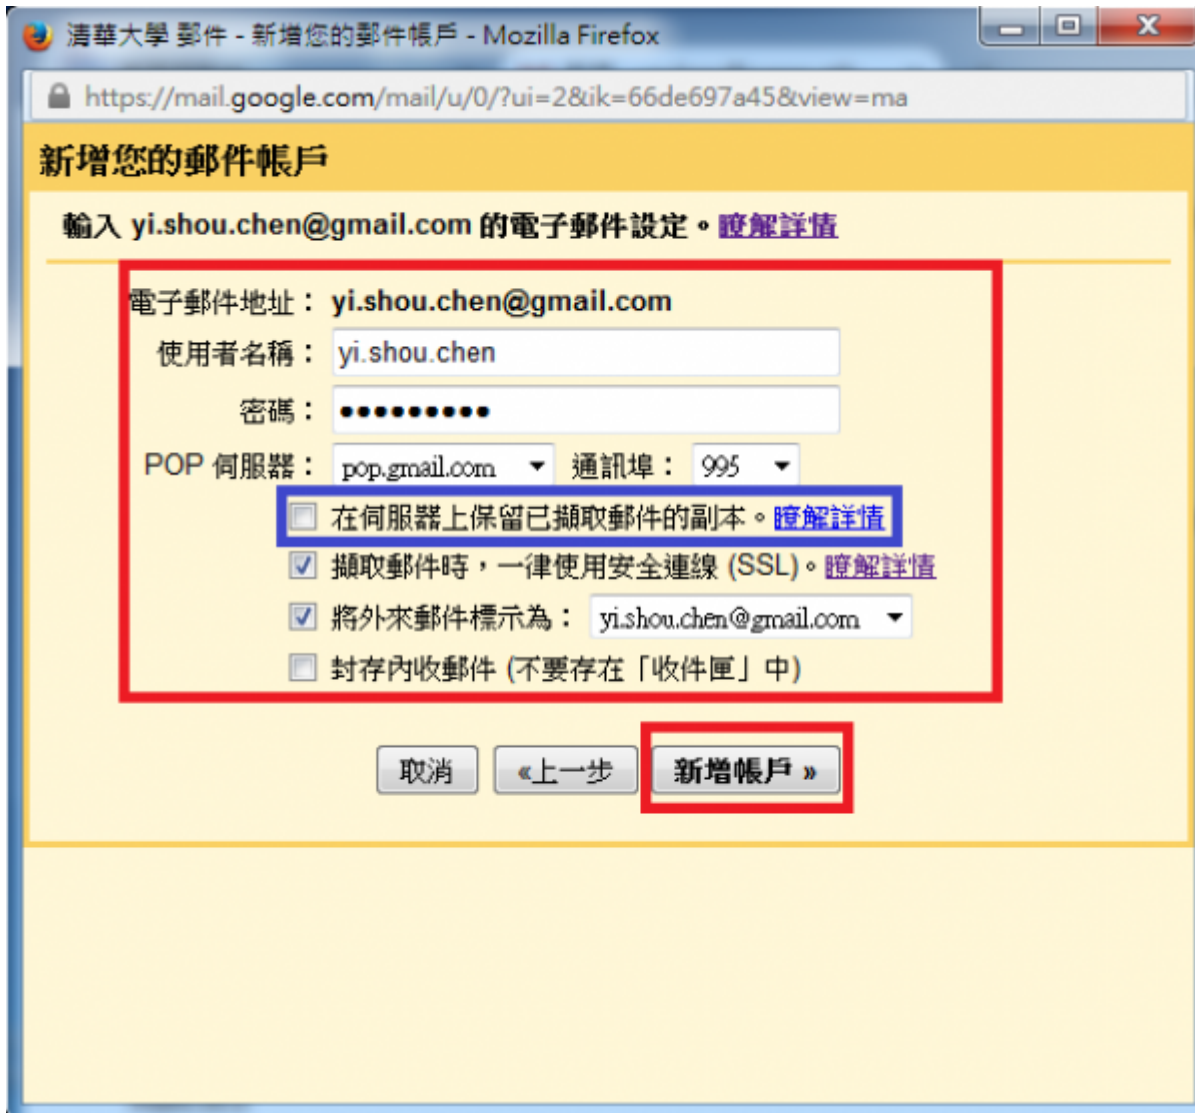 清華大學 郵件 - 新增您的郵件帳戶 - Mozilla Firefox
https://mail.google.com/mail/u/0/?ui=2&ik=66de697a45&view=ma
新增您的郵件帳戶
輸入 yi.shou.chen@gmail.com 的電子郵件設定。瞭解詳情
電子郵件地址： yi.shou.chen@gmail.com
使用者名稱： yi.shou.chen
密碼： •••••••••
POP 伺服器： pop.gmail.com 通訊埠： 995
在伺服器上保留已擷取郵件的副本。瞭解詳情
擷取郵件時，一律使用安全連線 (SSL)。瞭解詳情
將外來郵件標示為： yi.shou.chen@gmail.com
封存內收郵件 (不要存在「收件匣」中)
取消 «上一步 新增帳戶 »